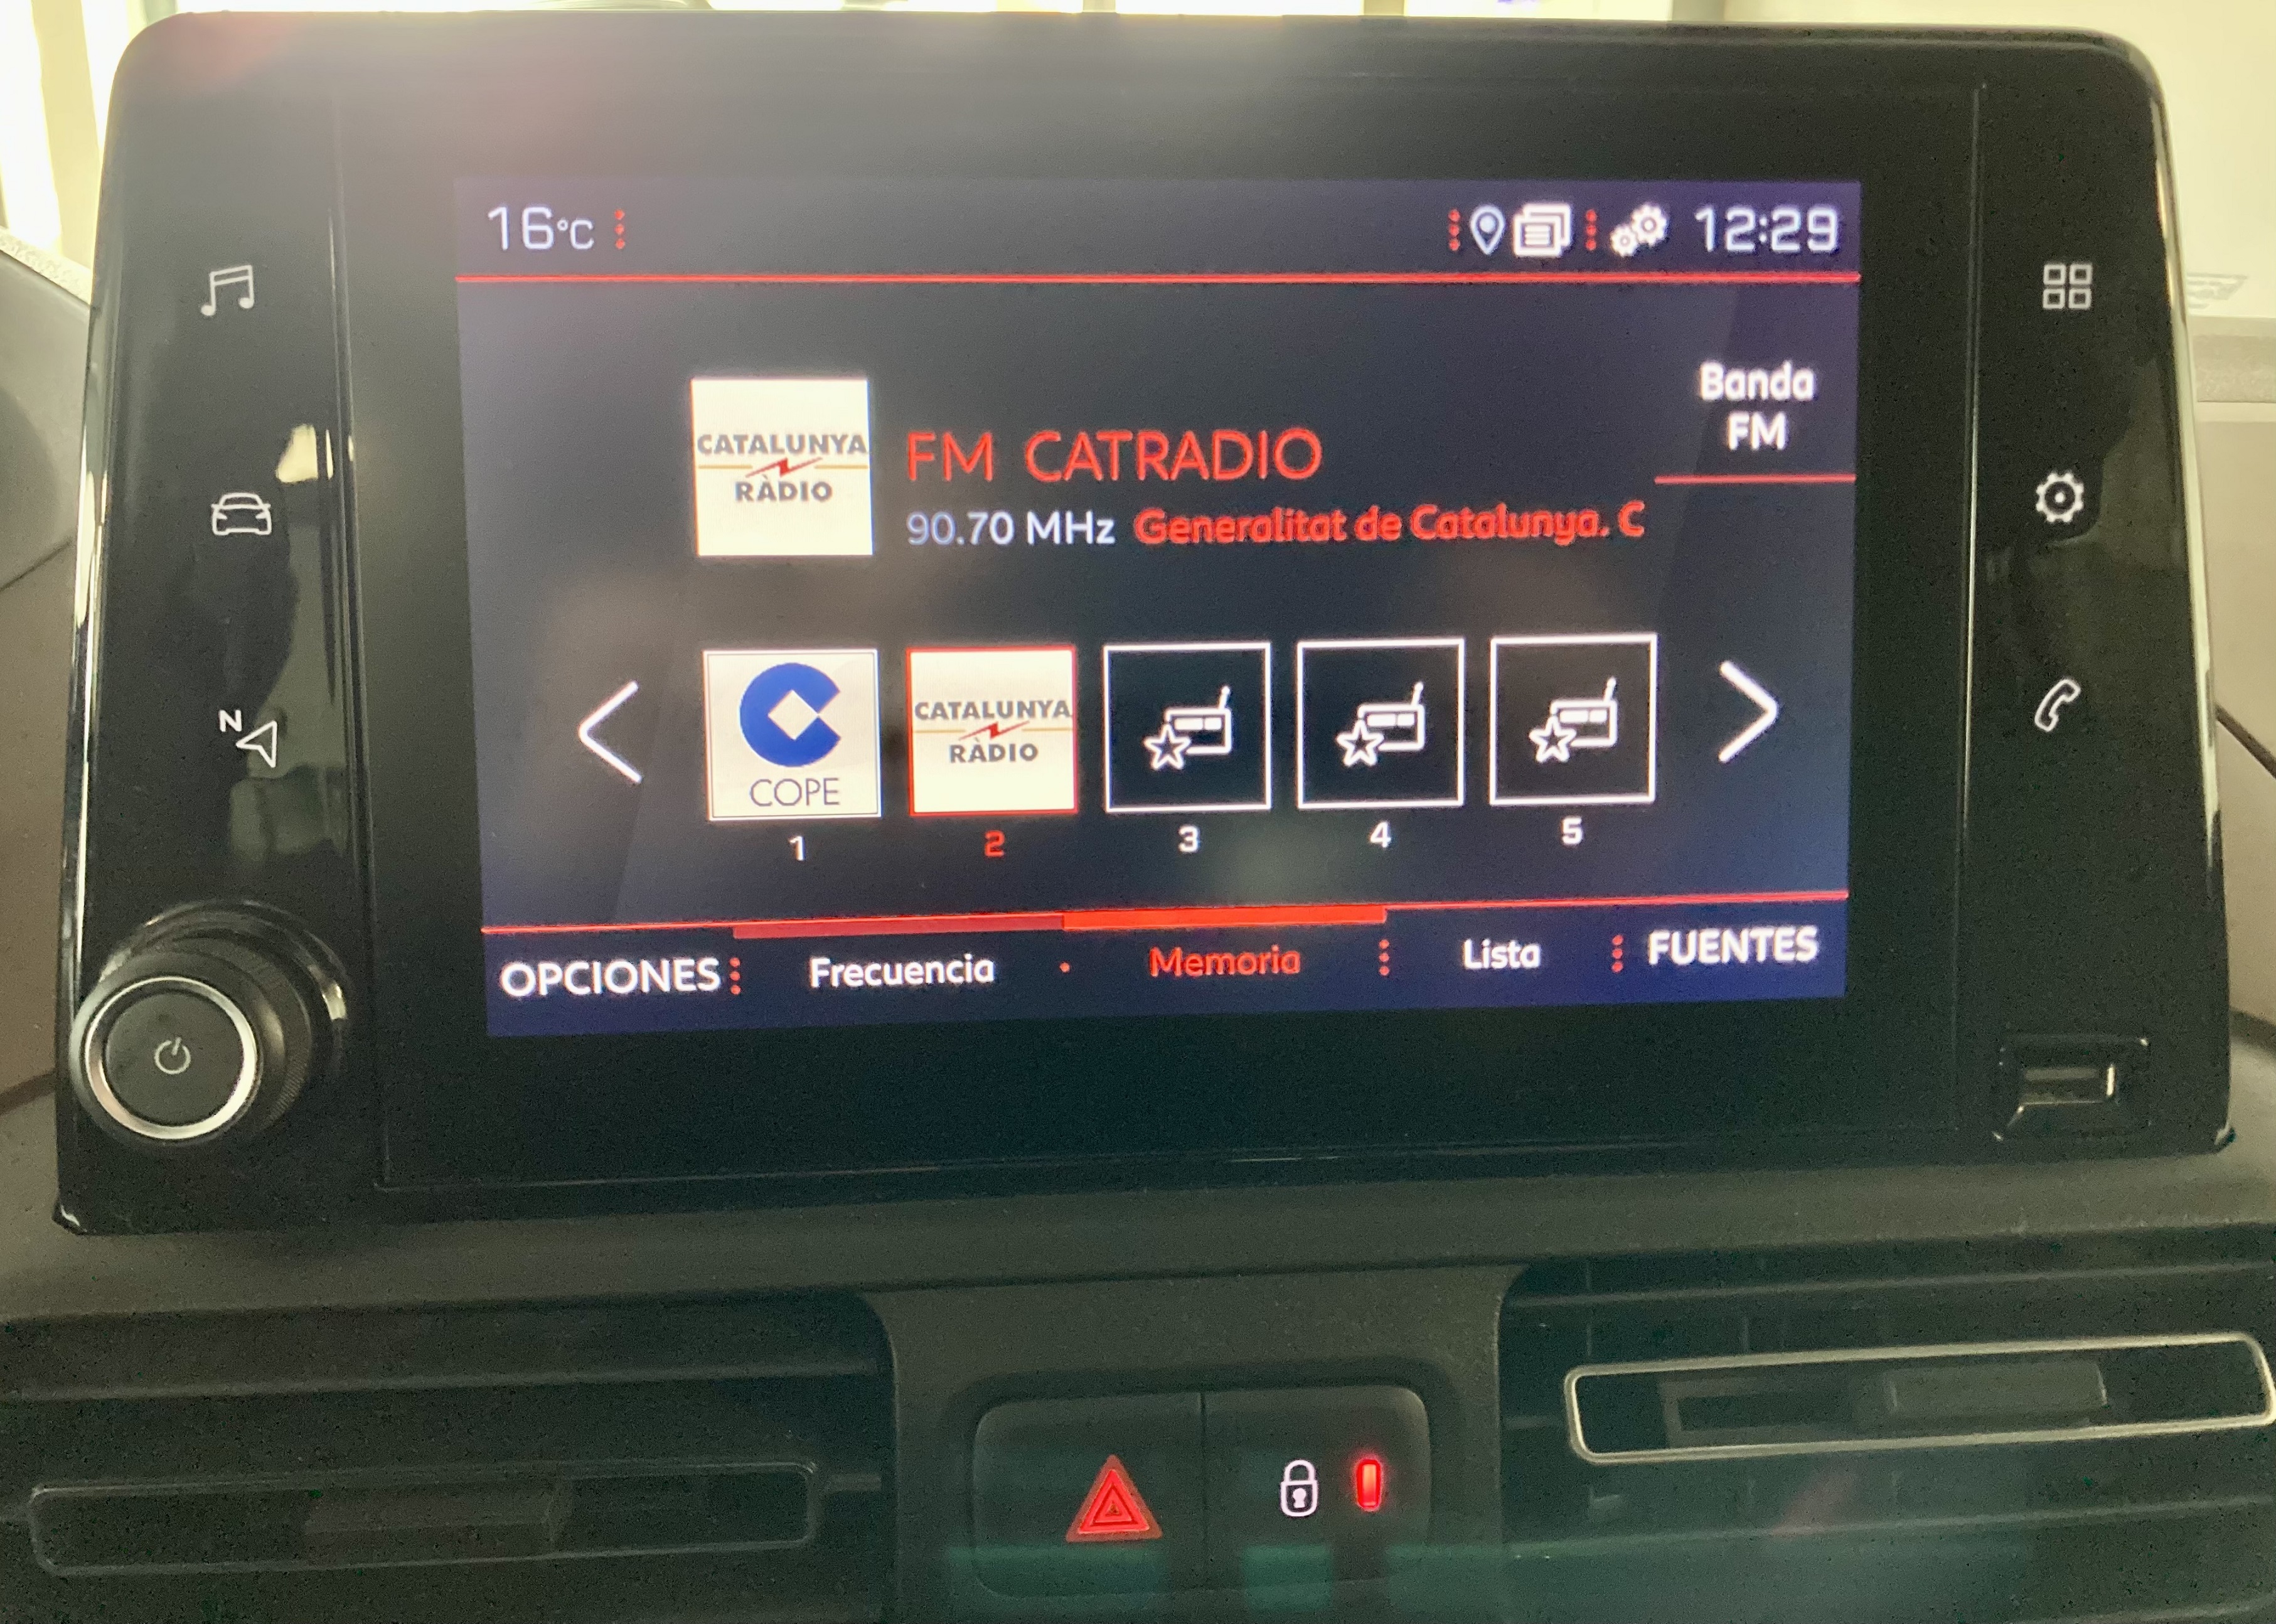 16°C
12:29
Banda
FM
CATALUNYA
RÀDIO
FM CATRADIO
90.70 MHz Generalitat de Catalunya. C
N
COPE
CATALUNYA
RÀDIO
1 2 3 4 5
OPCIONES Frecuencia Memoria Lista FUENTES